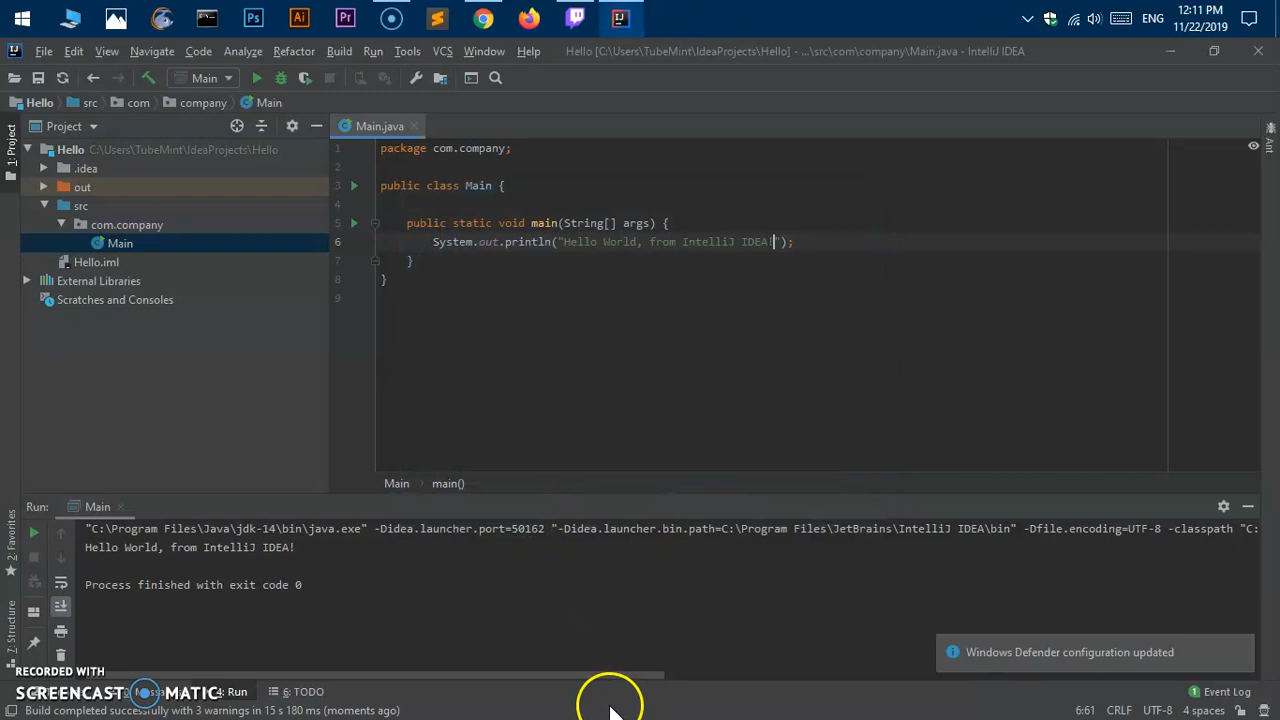 12:11 PM
ENG
11/22/2019
File Edit View Navigate Code Analyze Refactor Build Run Tools VCS Window Help Hello [C:\Users\TubeMint\IdeaProjects\Hello] - ...\src\com\company\Main.java - IntelliJ IDEA
Main
Hello src com company Main
1: Project
Project
Main.java
Ant
Hello C:\Users\TubeMint\IdeaProjects\Hello
.idea
out
src
com.company
Main
Hello.iml
External Libraries
Scratches and Consoles
1 package com.company;
2
3 public class Main {
4
5 public static void main(String[] args) {
6 System.out.println("Hello World, from IntelliJ IDEA!");
7 }
8 }
9
Main main()
Run: Main
"C:\Program Files\Java\jdk-14\bin\java.exe" -Didea.launcher.port=50162 "-Didea.launcher.bin.path=C:\Program Files\JetBrains\IntelliJ IDEA\bin" -Dfile.encoding=UTF-8 -classpath "C:
Hello World, from IntelliJ IDEA!
Process finished with exit code 0
2: Favorites
Z: Structure
Windows Defender configuration updated
RECORDED WITH
SCREENCAST MATIC
4: Run 6: TODO Event Log
Build completed successfully with 3 warnings in 15 s 180 ms (moments ago) 6:61 CRLF UTF-8 4 spaces